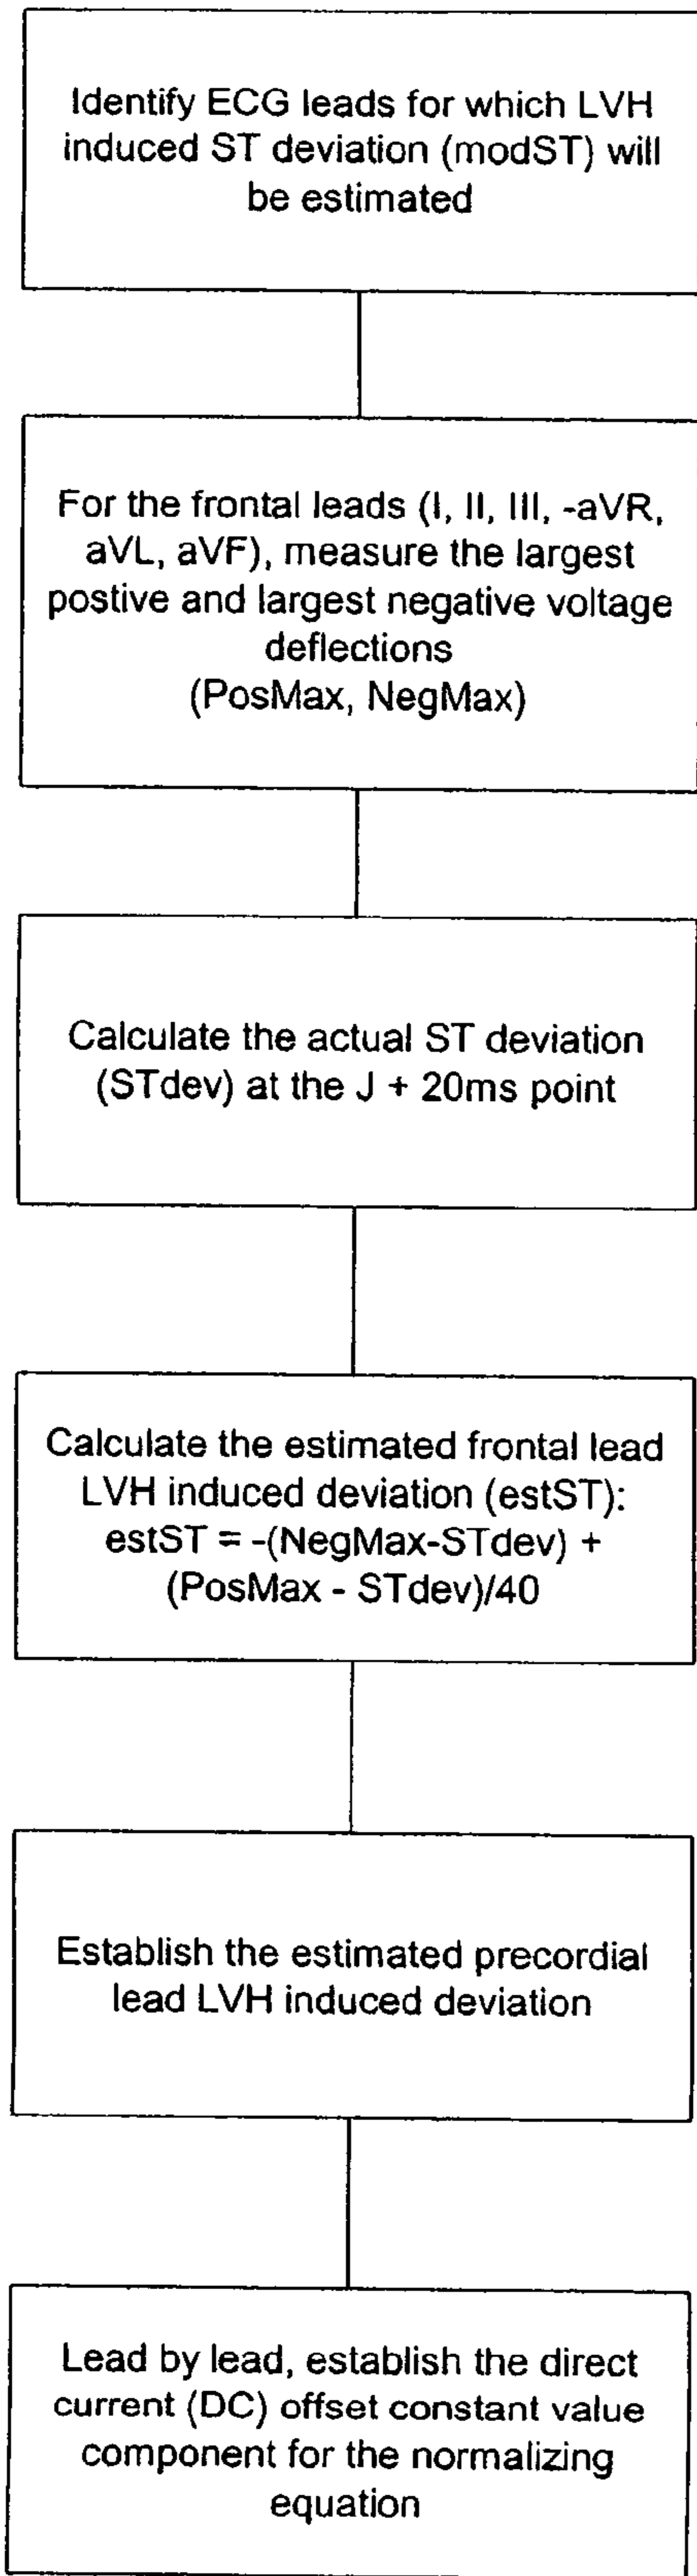 Identify ECG leads for which LVH
induced ST deviation (modST) will
be estimated
For the frontal leads (I, II, III, -aVR,
aVL, aVF), measure the largest
postive and largest negative voltage
deflections
(PosMax, NegMax)
Calculate the actual ST deviation
(STdev) at the J + 20ms point
Calculate the estimated frontal lead
LVH induced deviation (estST):
estST = -(NegMax-STdev) +
(PosMax - STdev)/40
Establish the estimated precordial
lead LVH induced deviation
Lead by lead, establish the direct
current (DC) offset constant value
component for the normalizing
equation